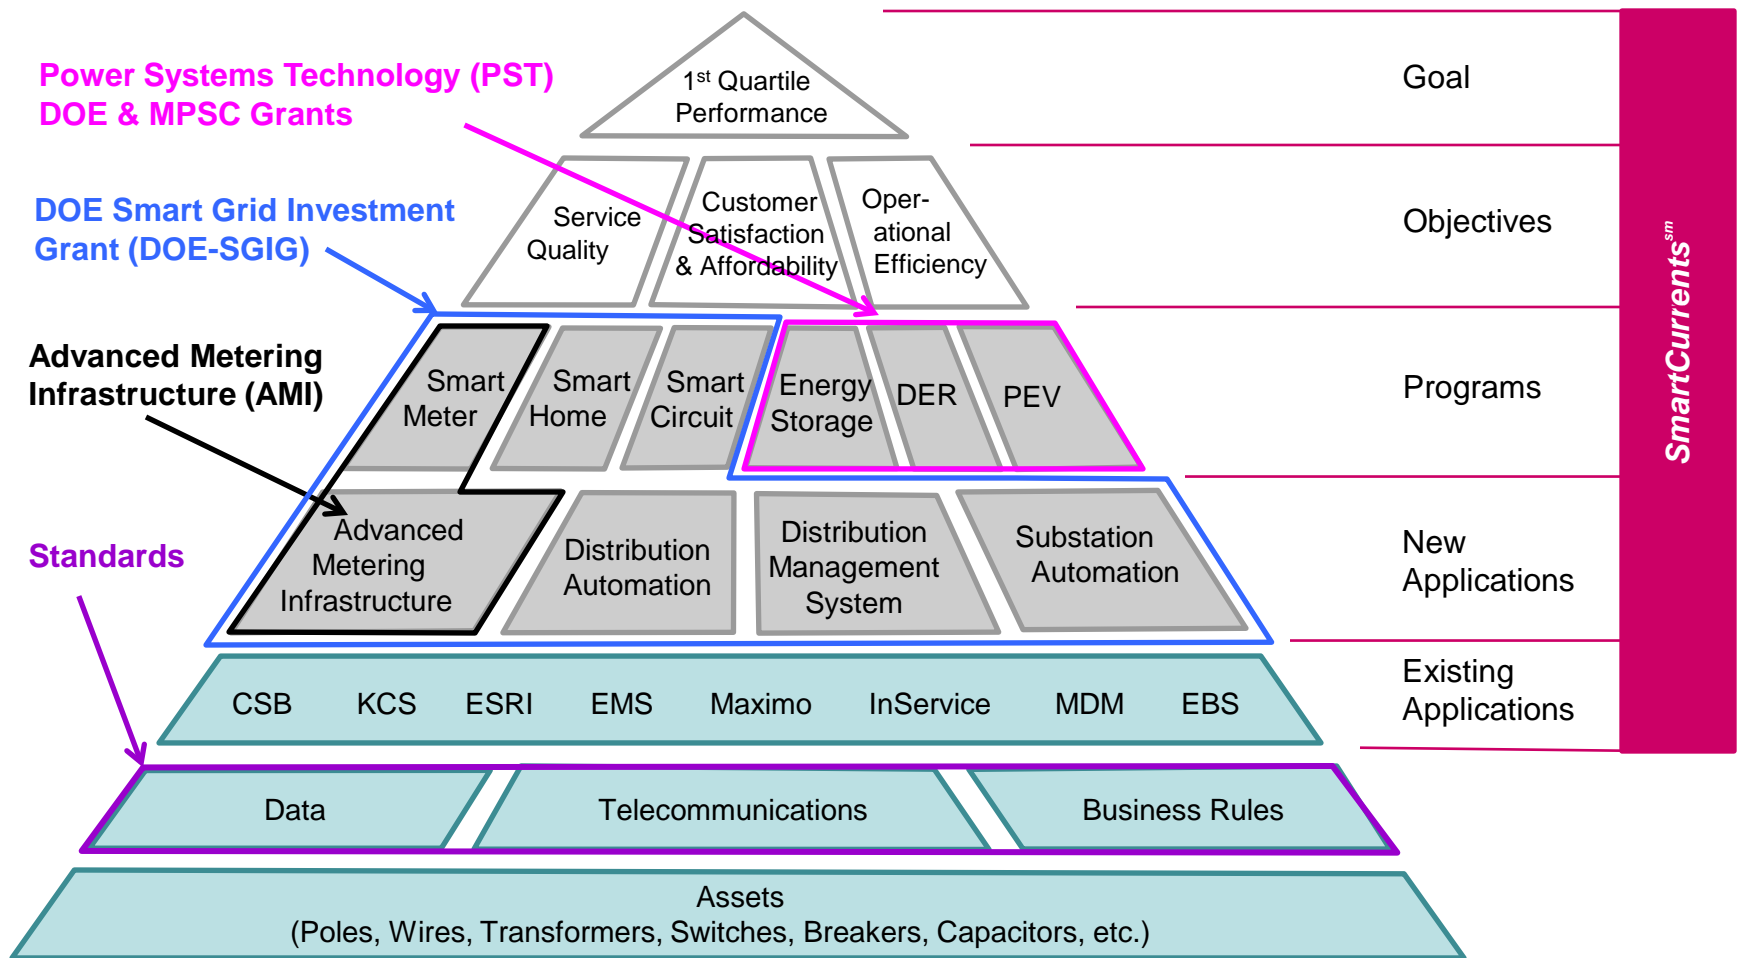 Power Systems Technology (PST)
DOE & MPSC Grants
1st Quartile
Performance
Goal
DOE Smart Grid Investment
Grant (DOE-SGIG)
Service
Quality
Customer
Satisfaction
& Affordability
Oper-
ational
Efficiency
Objectives
SmartCurrents sm
Advanced Metering
Infrastructure (AMI)
Smart
Meter
Smart
Home
Smart
Circuit
Energy
Storage
DER
PEV
Programs
Standards
Advanced
Metering
Infrastructure
Distribution
Automation
Distribution
Management
System
Substation
Automation
New
Applications
CSB KCS ESRI EMS Maximo InService MDM EBS
Existing
Applications
Data
Telecommunications
Business Rules
Assets
(Poles, Wires, Transformers, Switches, Breakers, Capacitors, etc.)